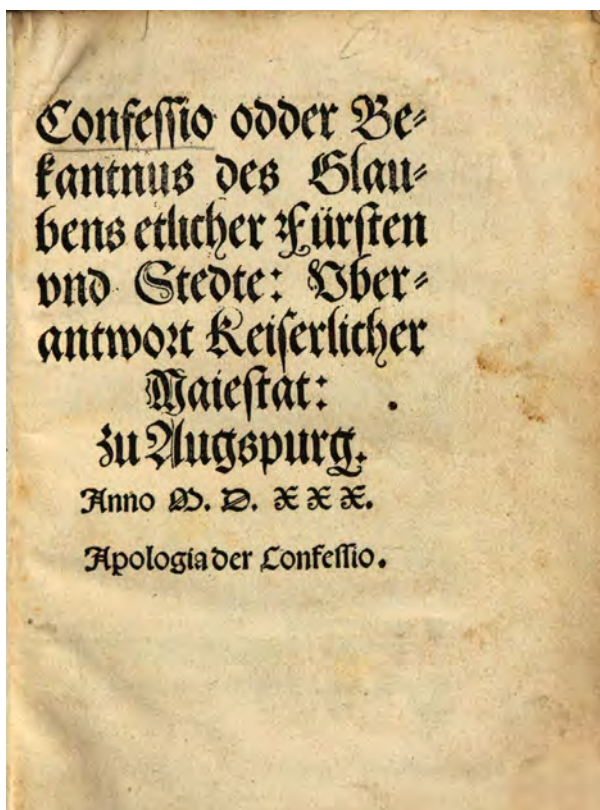 Confessio odder Be⸗
kantnus des Glau⸗
bens etlicher Fürsten
vnd Stedte: Vber⸗
antwort Keiserlicher
Maiestat:
zu Augspurg.
Anno M. D. XXX.
Apologia der Confessio.